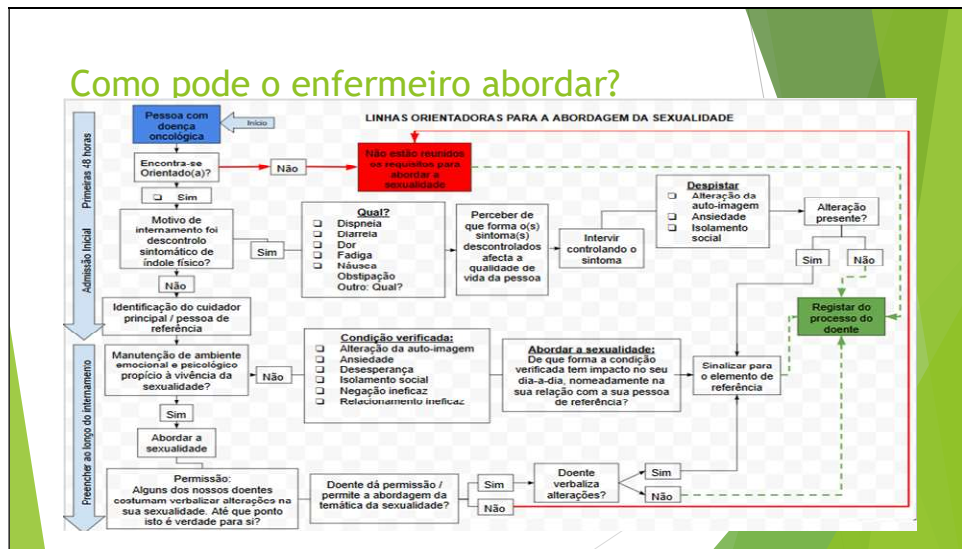 Como pode o enfermeiro abordar?
LINHAS ORIENTADORAS PARA A ABORDAGEM DA SEXUALIDADE
Admissão Inicial Primeiras 48 horas
Preencher ao longo do internamento
Pessoa com
doença
oncológica
Início
Encontra-se
Orientado(a)?
Não
Não estão reunidos
os requisitos para
abordar a
sexualidade
❑ Sim
Motivo de
internamento foi
descontrolo
sintomático de
índole físico?
Sim
Qual?
❑ Dispneia
❑ Diarreia
❑ Dor
❑ Fadiga
❑ Náusea
Obstipação
Outro: Qual?
Perceber de
que forma o(s)
sintoma(s)
descontrolados
afecta a
qualidade de
vida da pessoa
Intervir
controlando o
sintoma
Despistar
❑ Alteração da
auto-imagem
❑ Ansiedade
❑ Isolamento
social
Alteração
presente?
Sim
Não
Registar do
processo do
doente
Não
Identificação do cuidador
principal / pessoa de
referência
Manutenção de ambiente
emocional e psicológico
propício à vivência da
sexualidade?
Não
Condição verificada:
❑ Alteração da auto-imagem
❑ Ansiedade
❑ Desesperança
❑ Isolamento social
❑ Negação ineficaz
❑ Relacionamento ineficaz
Abordar a sexualidade:
De que forma a condição
verificada tem impacto no seu
dia-a-dia, nomeadamente na
sua relação com a sua pessoa
de referência?
Sinalizar para
o elemento de
referência
Sim
Abordar a
sexualidade
Permissão:
Alguns dos nossos doentes
costumam verbalizar alterações na
sua sexualidade. Até que ponto
isto é verdade para si?
Doente dá permissão /
permite a abordagem da
temática da sexualidade?
Sim
Não
Doente
verbaliza
alterações?
Sim
Não